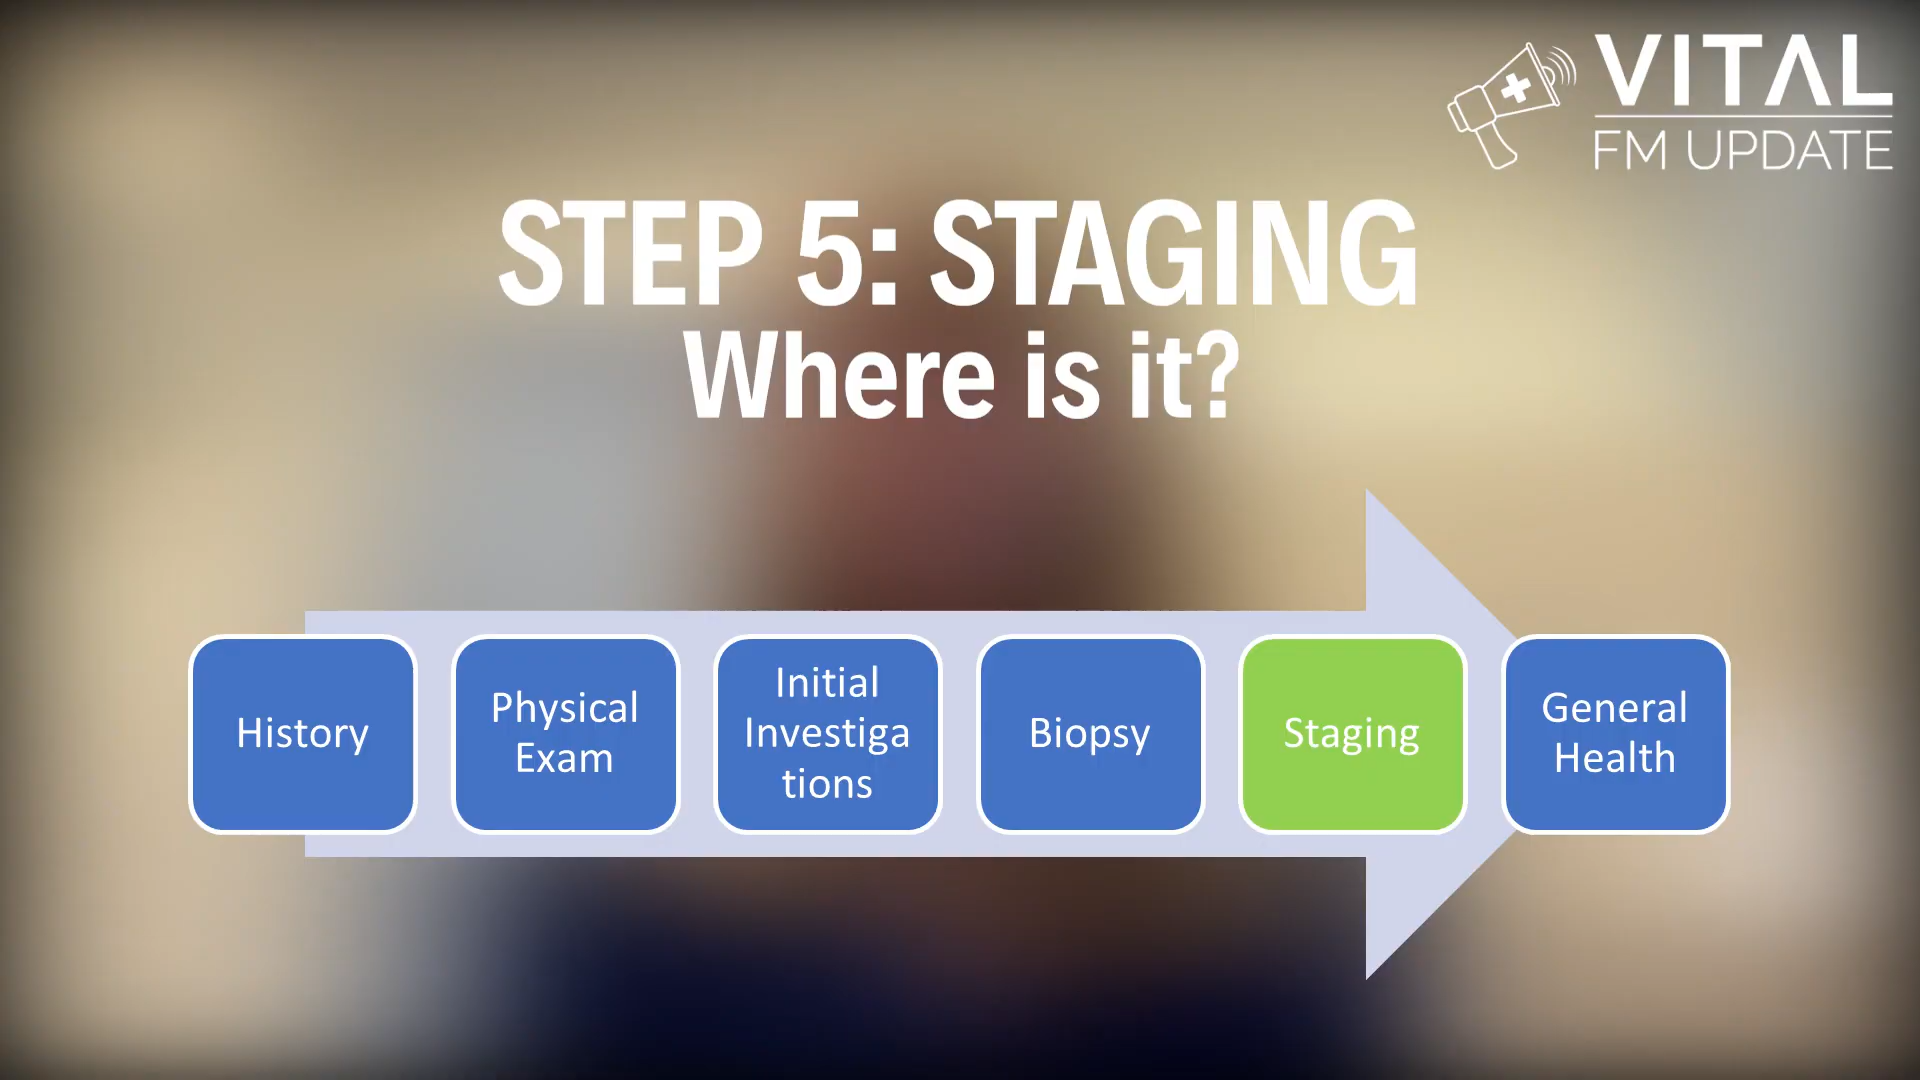 VITAL
FM UPDATE
STEP 5: STAGING
Where is it?
History
Physical
Exam
Initial
Investiga
tions
Biopsy
Staging
General
Health